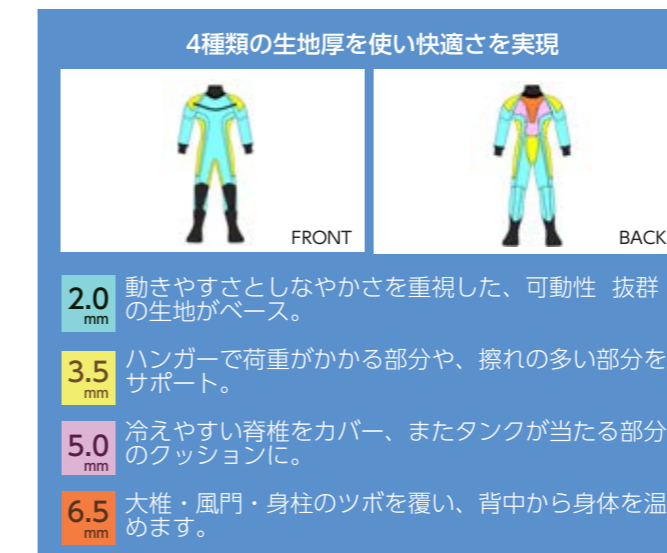 4種類の生地厚を使い快適さを実現
FRONT
BACK
2.0
mm
動きやすさとしなやかさを重視した、可動性 抜群
の生地がベース。
3.5
mm
ハンガーで荷重がかかる部分や、擦れの多い部分を
サポート。
5.0
mm
冷えやすい脊椎をカバー、またタンクが当たる部分
のクッションに。
6.5
mm
大椎・風門・身柱のツボを覆い、背中から身体を温
めます。